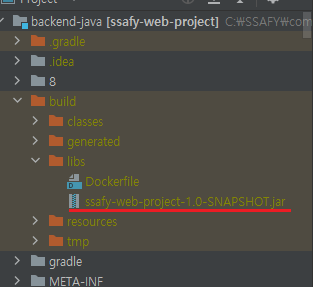 Project
backend-java [ssafy-web-project] C:₩SSAFY₩com
.gradle
.idea
8
build
classes
generated
libs
Dockerfile
ssafy-web-project-1.0-SNAPSHOT.jar
resources
tmp
gradle
META-INF